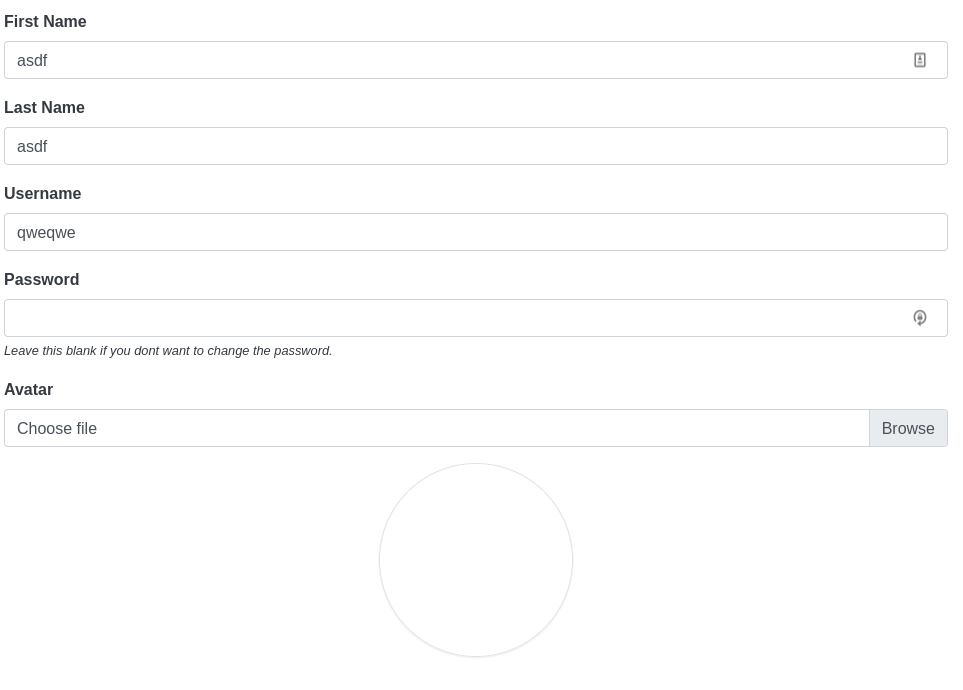 First Name
asdf
Last Name
asdf
Username
qweqwe
Password
Leave this blank if you dont want to change the password.
Avatar
Choose file Browse